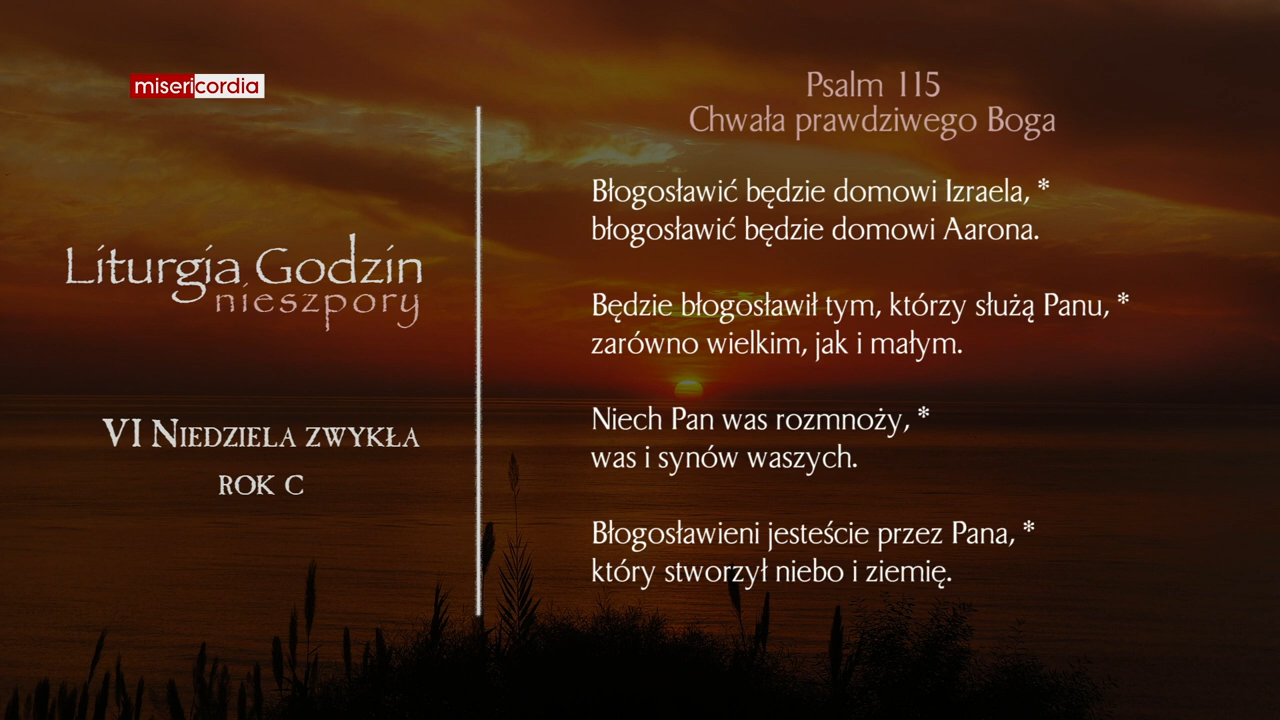 misericordia
Liturgia Godzin
nieszpory
VI Niedziela zwykła
rok C
Psalm 115
Chwała prawdziwego Boga
Błogosławić będzie domowi Izraela, *
błogosławić będzie domowi Aarona.
Będzie błogosławił tym, którzy służą Panu, *
zarówno wielkim, jak i małym.
Niech Pan was rozmnoży, *
was i synów waszych.
Błogosławieni jesteście przez Pana, *
który stworzył niebo i ziemię.